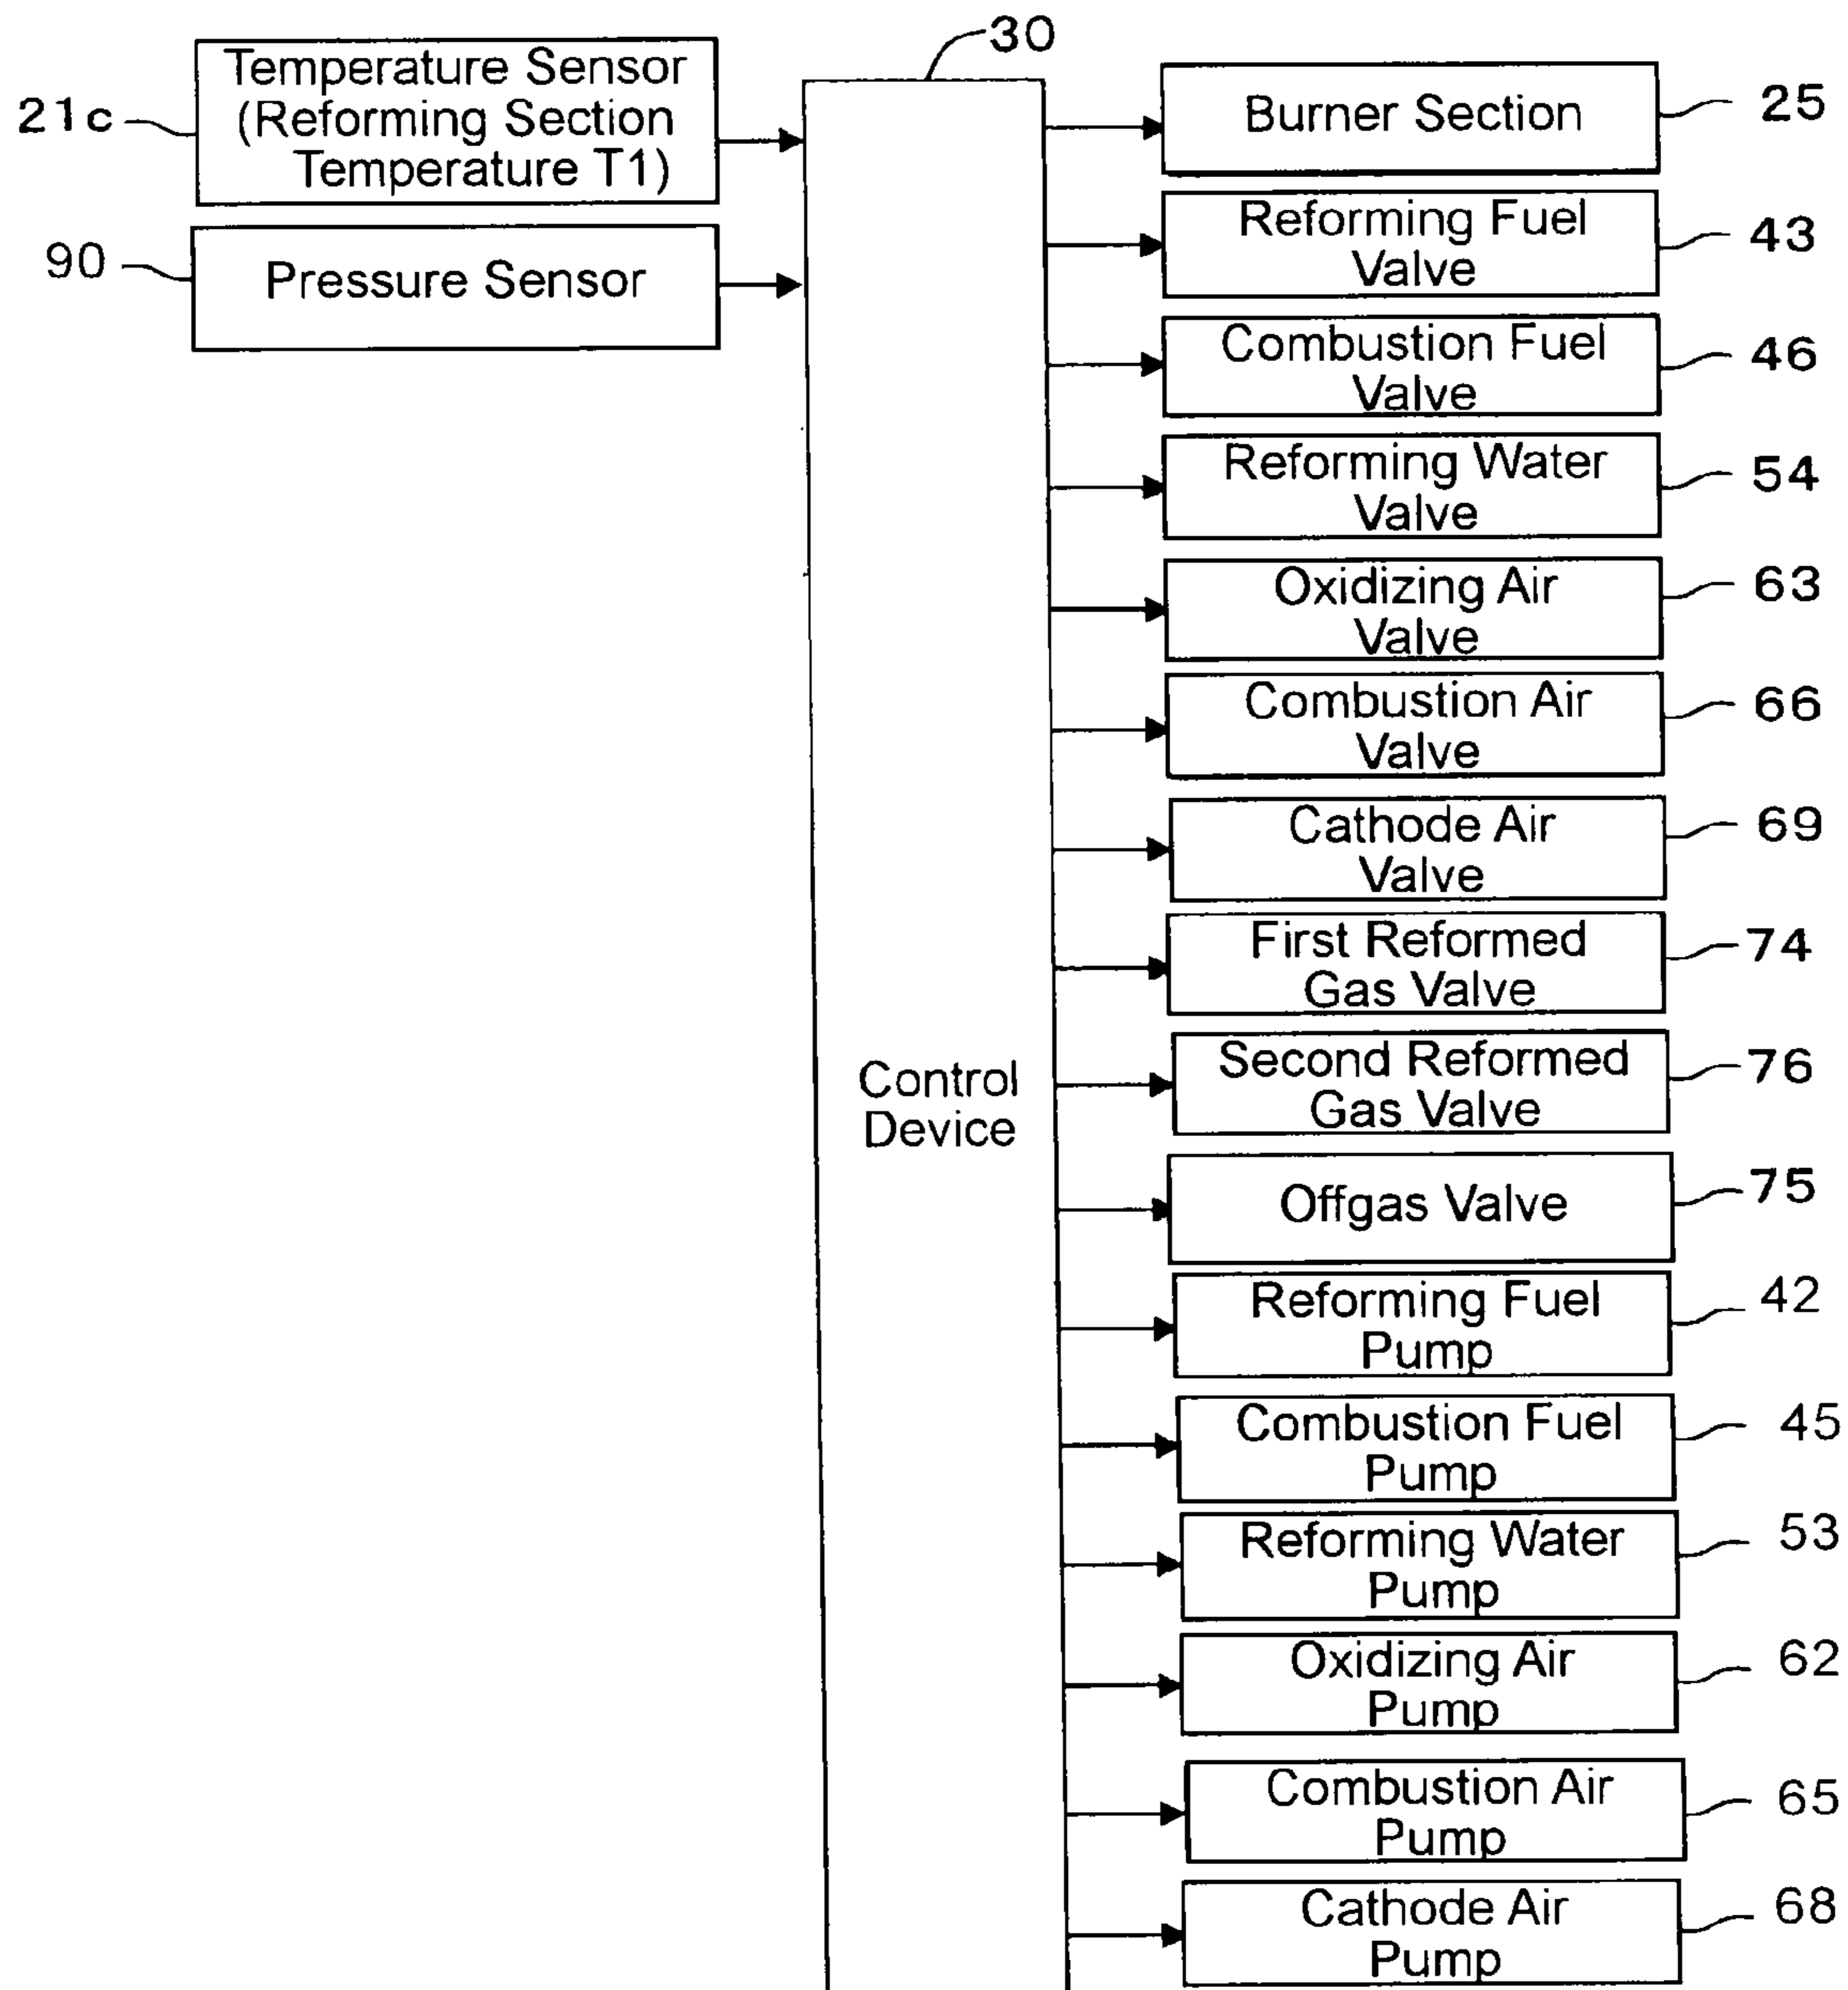 30
21c
Temperature Sensor
(Reforming Section
Temperature T1)
90
Pressure Sensor
Control
Device
Burner Section
25
Reforming Fuel
Valve
43
Combustion Fuel
Valve
46
Reforming Water
Valve
54
Oxidizing Air
Valve
63
Combustion Air
Valve
66
Cathode Air
Valve
69
First Reformed
Gas Valve
74
Second Reformed
Gas Valve
76
Offgas Valve
75
Reforming Fuel
Pump
42
Combustion Fuel
Pump
45
Reforming Water
Pump
53
Oxidizing Air
Pump
62
Combustion Air
Pump
65
Cathode Air
Pump
68